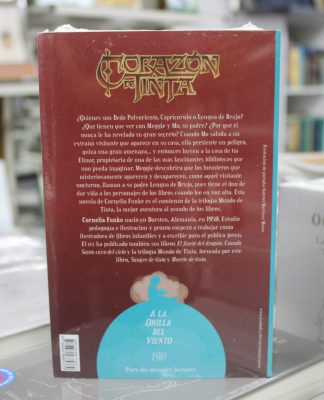 CORAZÓN
DE TINTA
¿Quiénes son Dedo Polvoriento, Capricornio o Lengua de Brujo?
¿Qué tienen que ver con Meggie y Mo, su padre? ¿Por qué él
nunca le ha revelado su gran secreto? Cuando Mo saluda a un
extraño visitante que aparece en su casa, ella presiente un peligro,
quizá una gran amenaza... y entonces huyen a la casa de tía
Elinor, propietaria de una de las más fascinantes bibliotecas que
uno pueda imaginar. Meggie descubrirá que los forasteros que
misteriosamente aparecen y desaparecen, como aquel visitante
nocturno, llaman a su padre Lengua de Brujo, pues tiene el don de
dar vida a los personajes de los libros cuando lee en voz alta. Esta
novela de Cornelia Funke es el comienzo de la trilogía Mundo de
Tinta, la mejor aventura al mundo de los libros.
Cornelia Funke nació en Dorsten, Alemania, en 1958. Estudió
pedagogía e ilustración y pronto empezó a trabajar como
ilustradora de libros infantiles y a escribir para el público joven.
El FCE ha publicado también sus libros: El jinete del dragón, Cuando
Santa cayó del cielo y la trilogía Mundo de Tinta, formada por este
libro, Sangre de tinta y Muerte de tinta.
A LA
ORILLA
DEL
VIENTO
190
Para los grandes lectores